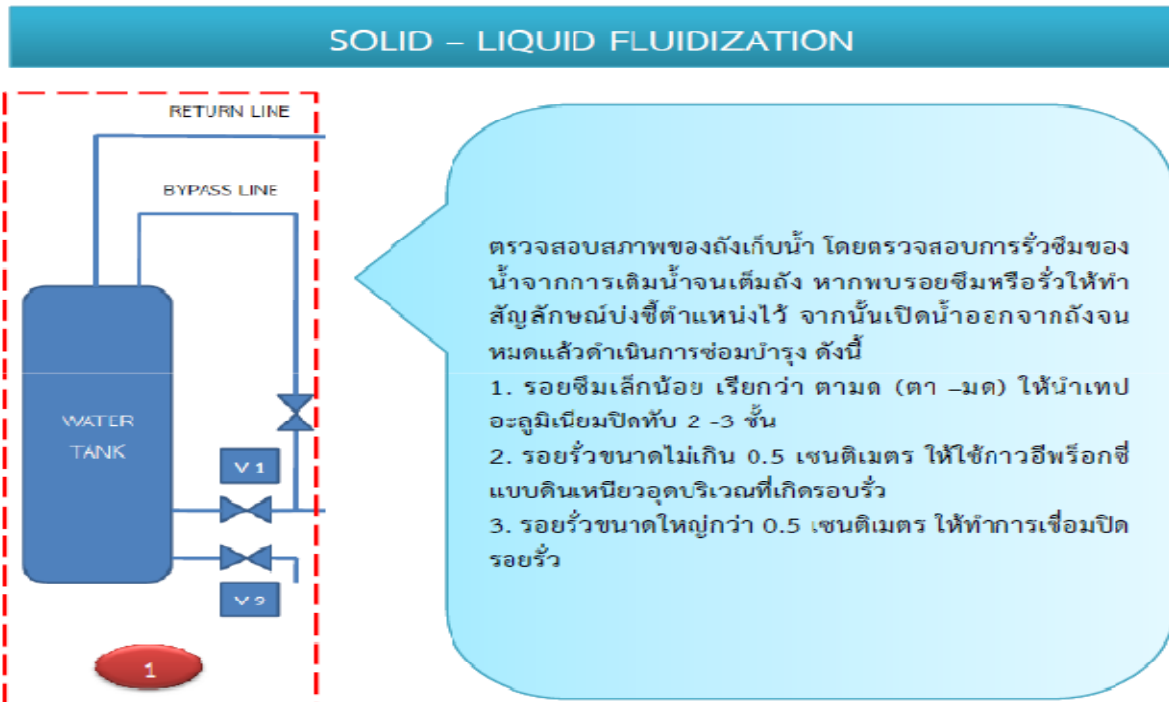 SOLID – LIQUID FLUIDIZATION
RETURN LINE
BYPASS LINE
WATER
TANK
V 1
V 2
1
ตรวจสอบสภาพของถังเก็บน้ำ โดยตรวจสอบการรั่วซึมของ
น้ำจากการเติมน้ำจนเต็มถัง หากพบรอยซึมหรือรั่วให้ทำ
สัญลักษณ์บ่งชี้ตำแหน่งไว้ จากนั้นเปิดน้ำออกจากถังจน
หมดแล้วดำเนินการซ่อมบำรุง ดังนี้
1. รอยซึมเล็กน้อย เรียกว่า ตามด (ตา –มด) ให้นำเทป
อะลูมิเนียมปิดทับ 2 -3 ชั้น
2. รอยรั่วขนาดไม่เกิน 0.5 เซนติเมตร ให้ใช้กาวอีพร็อกซี่
แบบดินเหนียวอุดบริเวณที่เกิดรอบรั่ว
3. รอยรั่วขนาดใหญ่กว่า 0.5 เซนติเมตร ให้ทำการเชื่อมปิด
รอยรั่ว